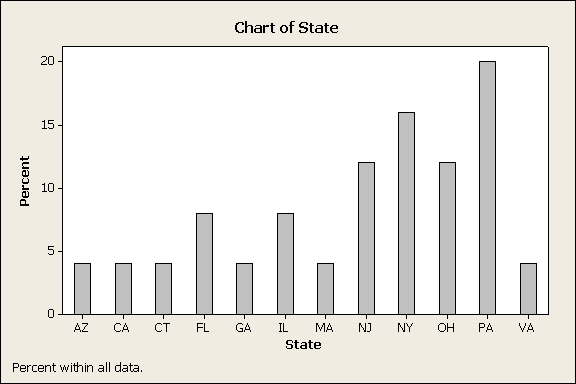 Chart of State
20
15
10
5
0
Percent
AZ CA CT FL GA IL MA NJ NY OH PA VA
State
Percent within all data.